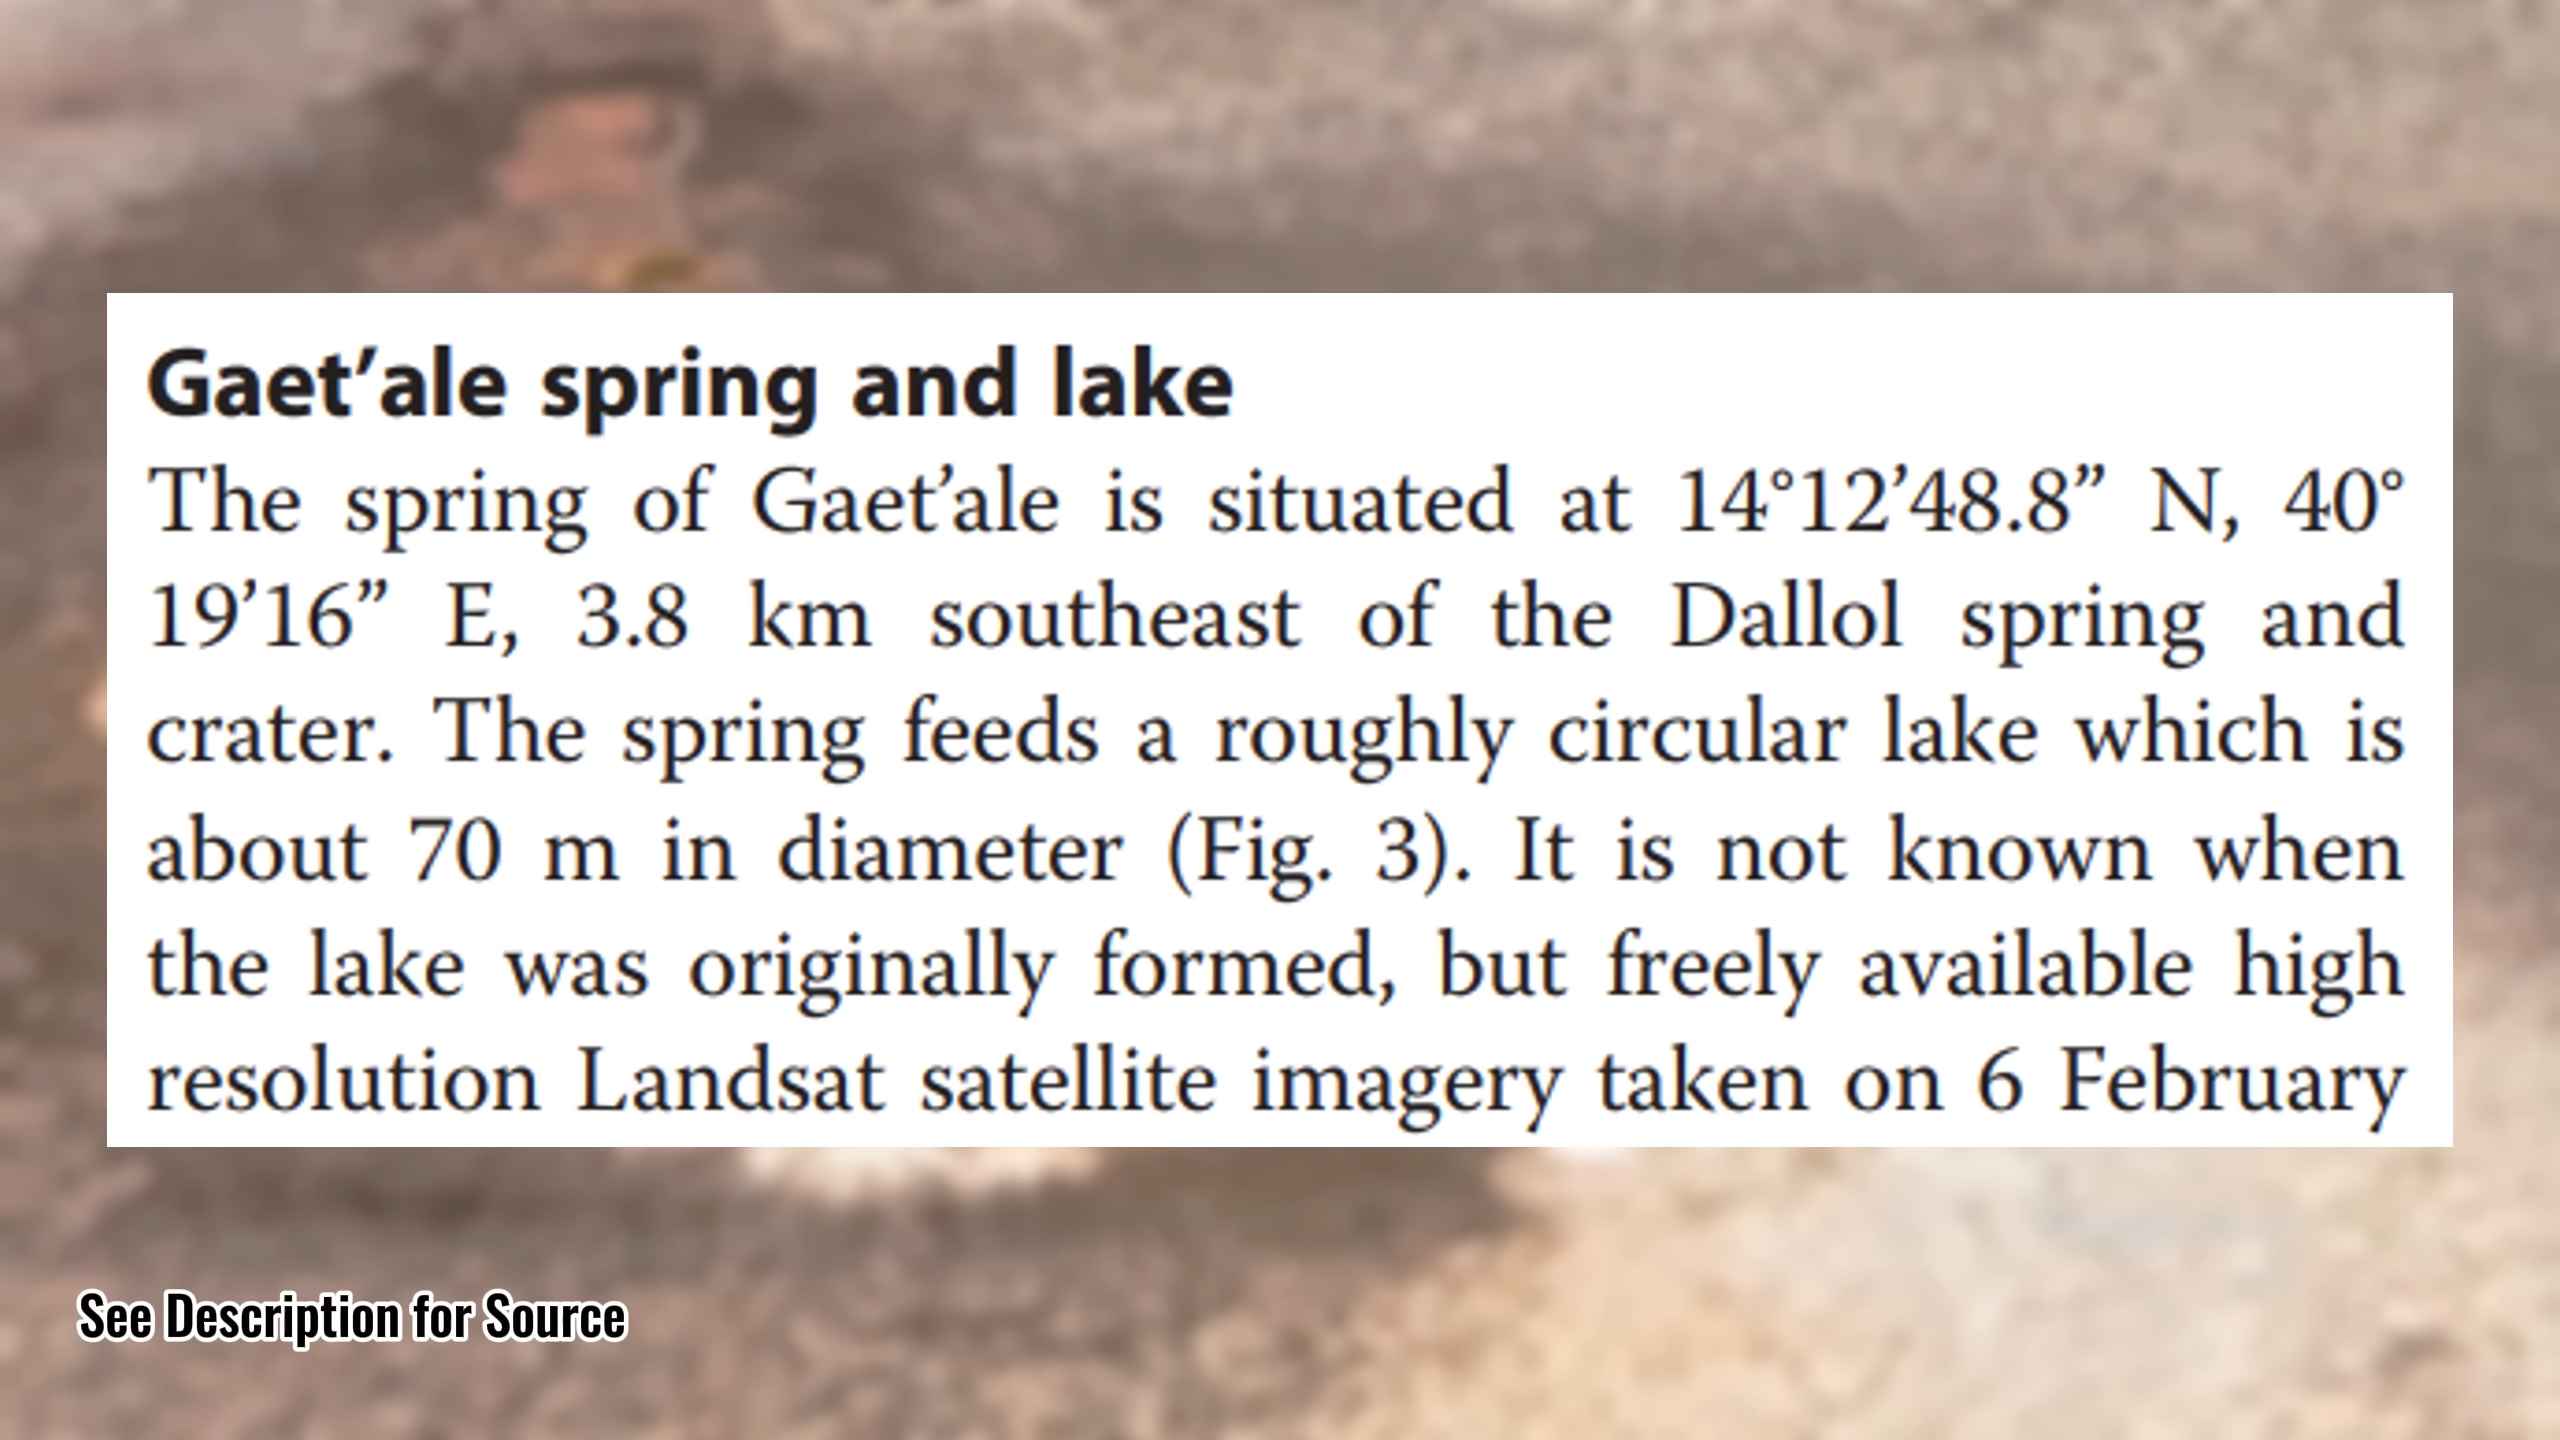 Gaet’ale spring and lake
The spring of Gaet’ale is situated at 14°12’48.8” N, 40°
19’16” E, 3.8 km southeast of the Dallol spring and
crater. The spring feeds a roughly circular lake which is
about 70 m in diameter (Fig. 3). It is not known when
the lake was originally formed, but freely available high
resolution Landsat satellite imagery taken on 6 February
See Description for Source